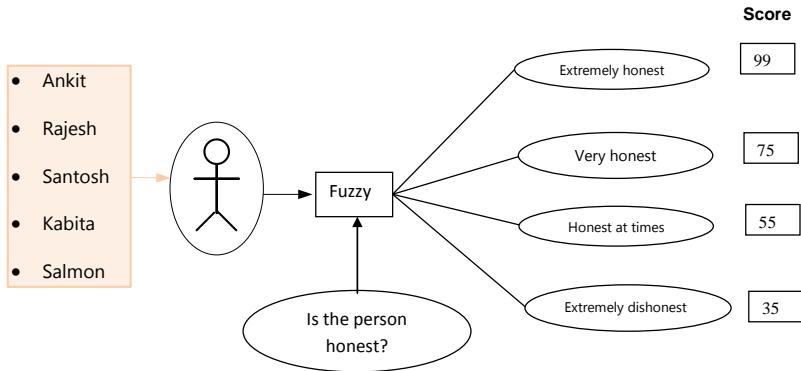 Score
• Ankit
• Rajesh
• Santosh
• Kabita
• Salmon
Fuzzy
Is the person
honest?
Extremely honest
99
Very honest
75
Honest at times
55
Extremely dishonest
35